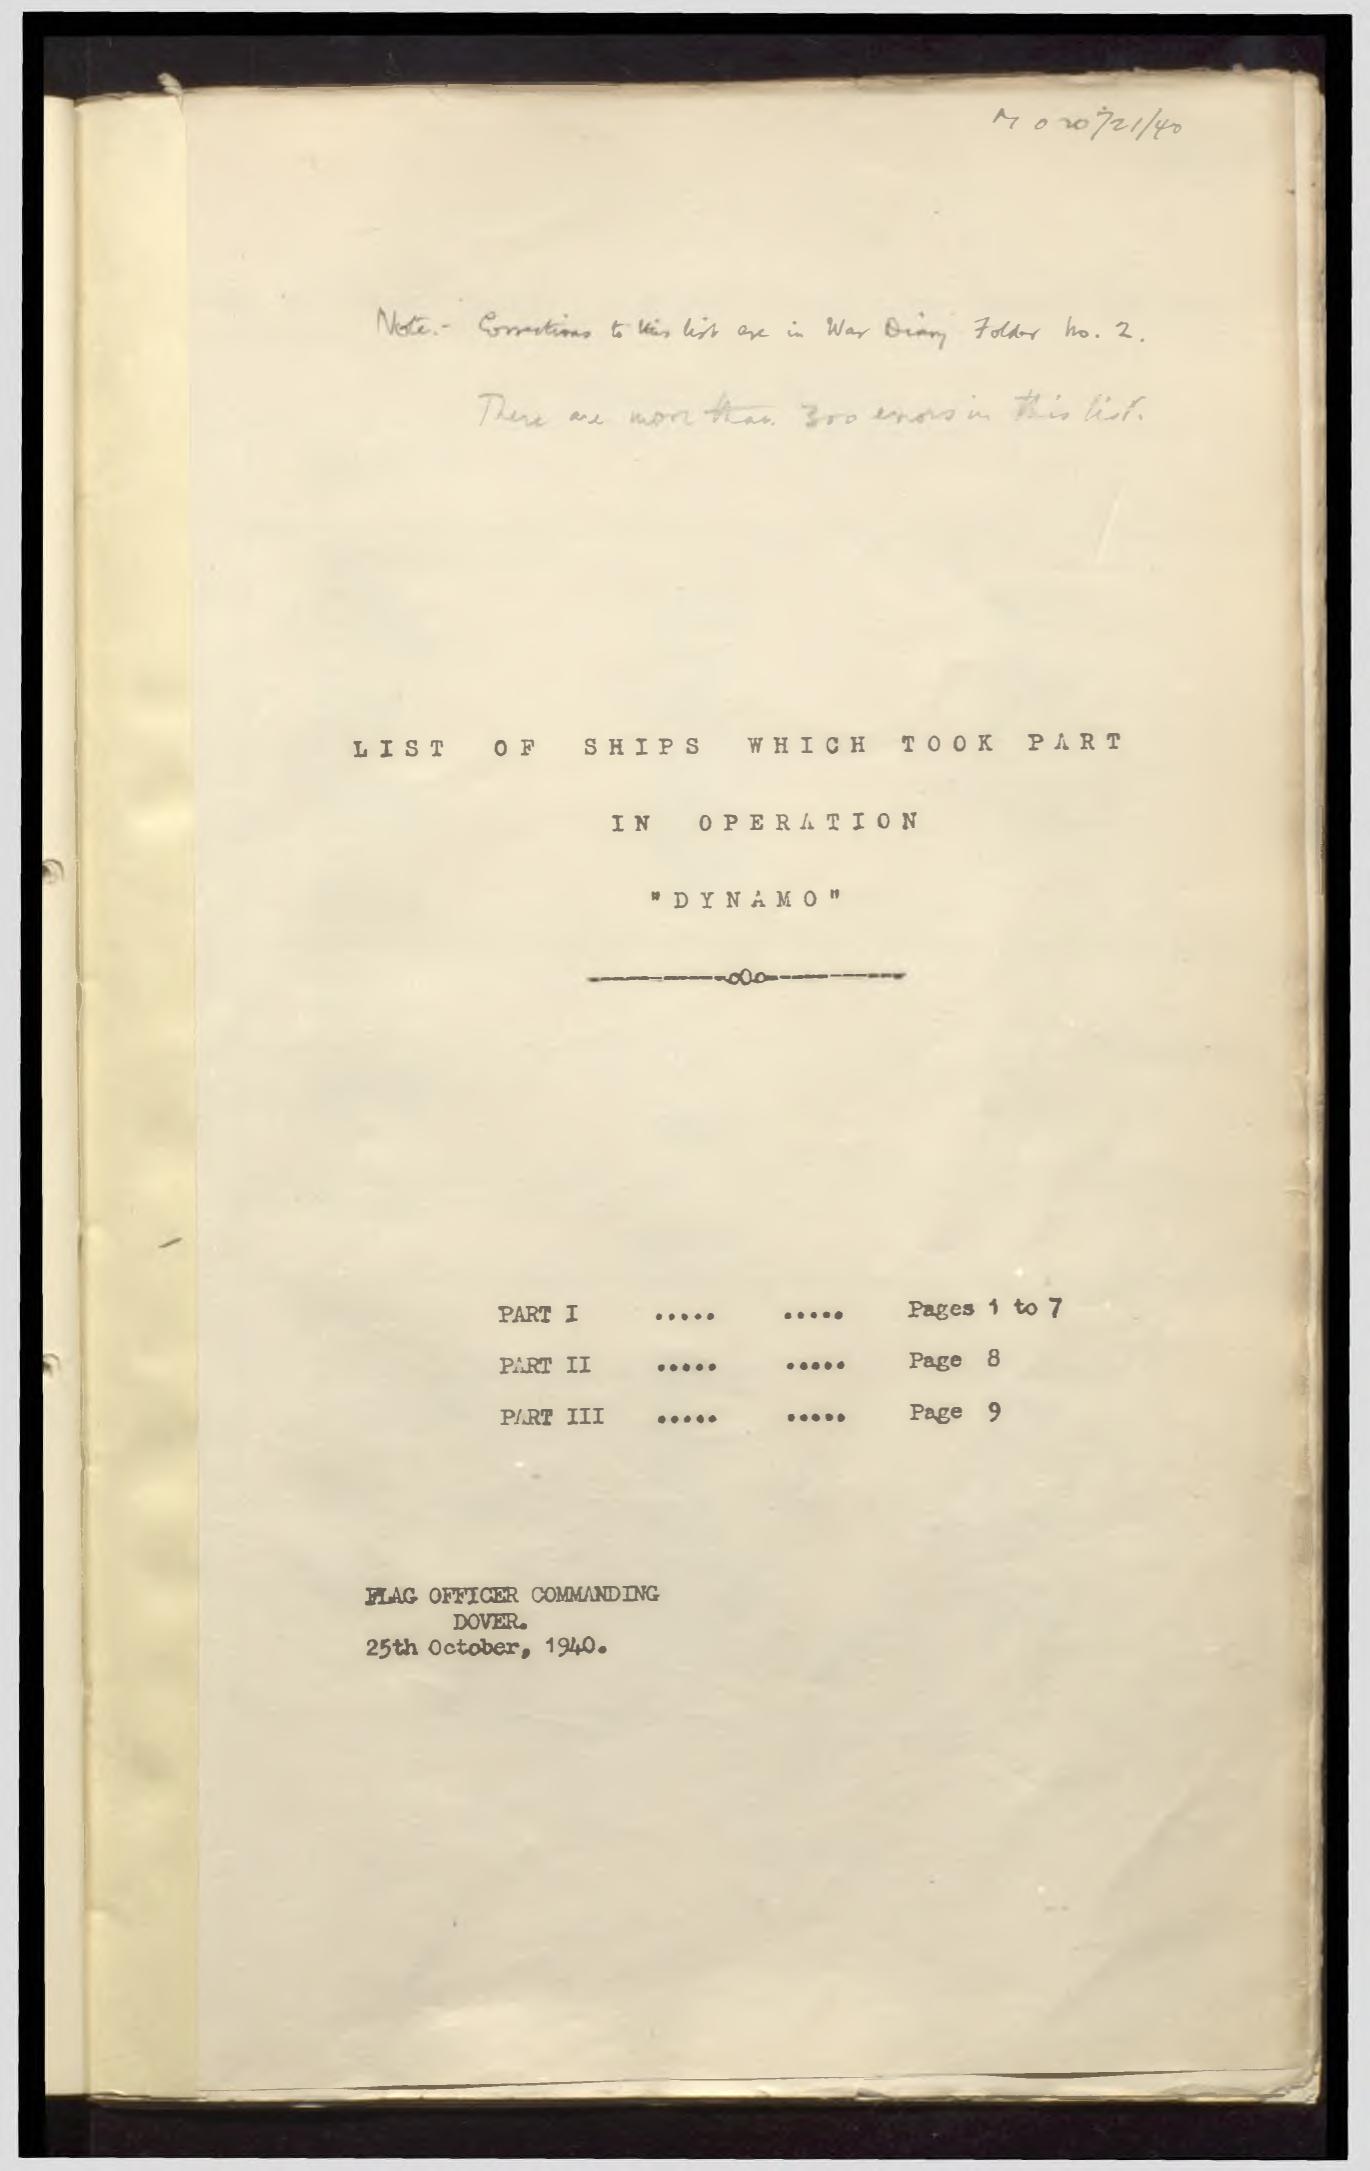 M 020721/40
Note.- Corrections to this list are in War Diary Folder No. 2.
There are more than 300 errors in this list.
LIST OF SHIPS WHICH TOOK PART
IN OPERATION
"DYNAMO"
PART I ..... ..... Pages 1 to 7
PART II ..... ..... Page 8
PART III ..... ..... Page 9
FLAG OFFICER COMMANDING
DOVER.
25th October, 1940.